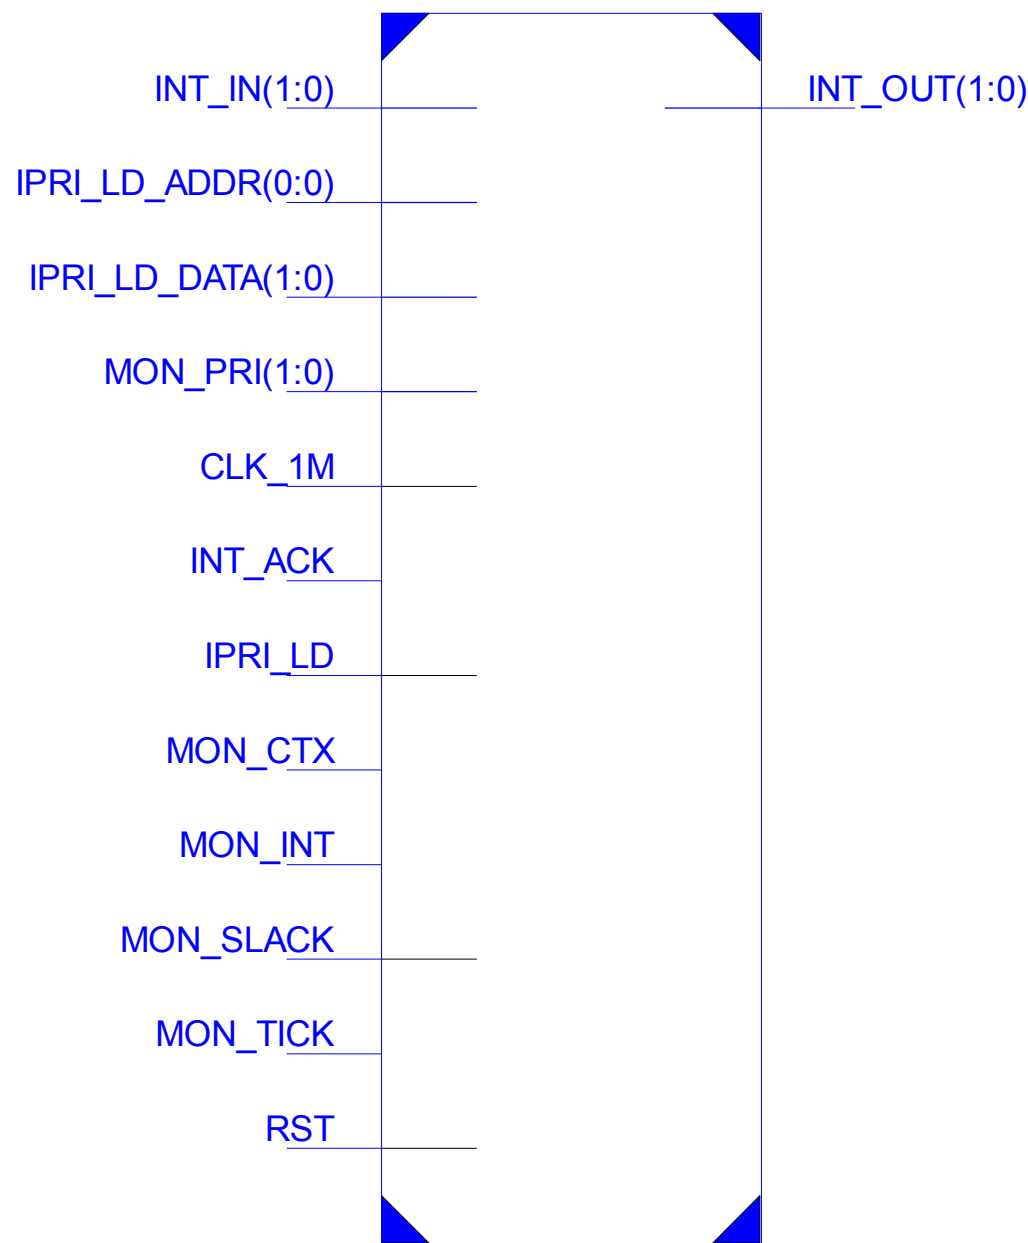 INT_IN(1:0)
INT_OUT(1:0)
IPRI_LD_ADDR(0:0)
IPRI_LD_DATA(1:0)
MON_PRI(1:0)
CLK_1M
INT_ACK
IPRI_LD
MON_CTX
MON_INT
MON_SLACK
MON_TICK
RST